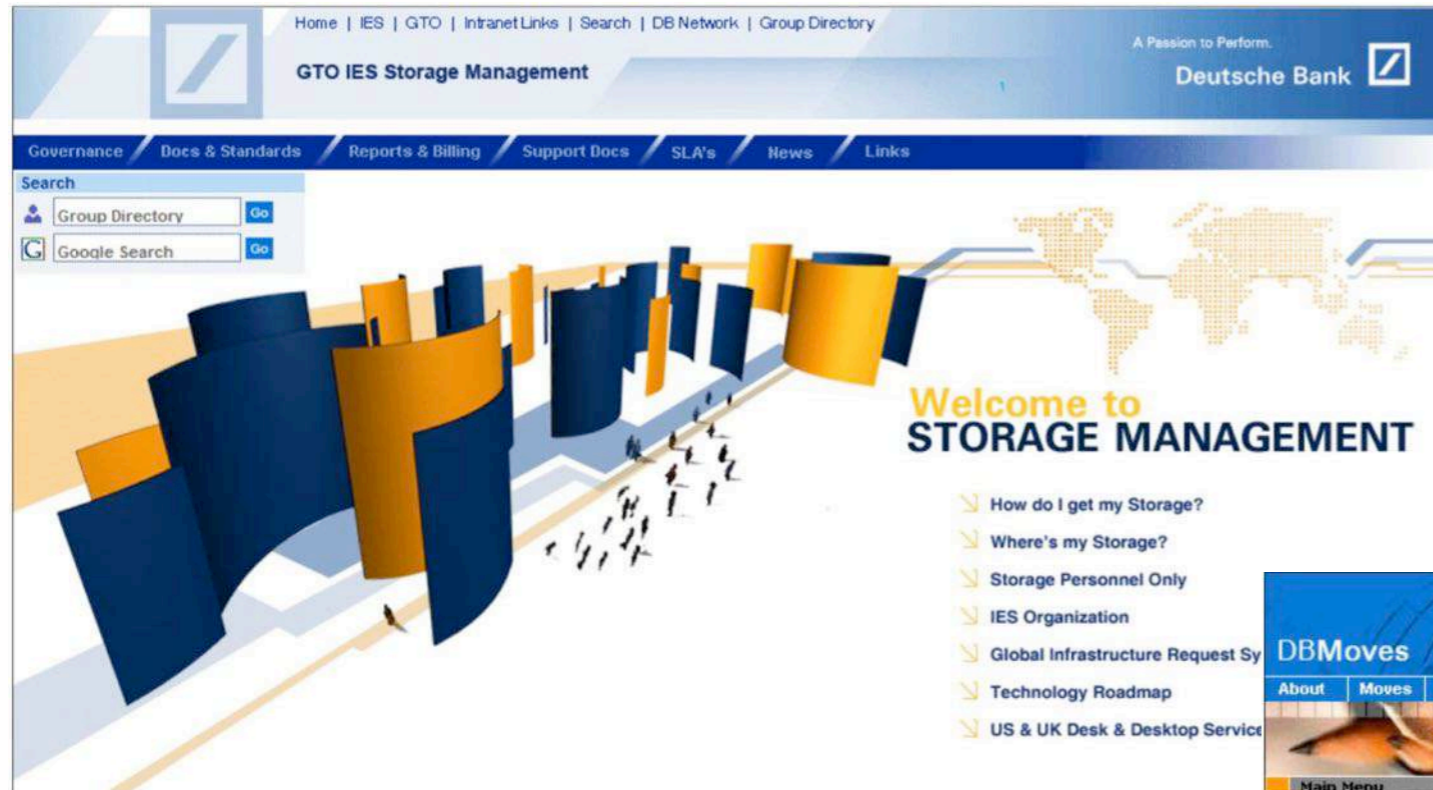 Home | IES | GTO | Intranet Links | Search | DB Network | Group Directory
A Passion to Perform.
GTO IES Storage Management
Deutsche Bank
Governance Docs & Standards Reports & Billing Support Docs SLA's News Links
Search
Group Directory Go
G Google Search Go
Welcome to
STORAGE MANAGEMENT
How do I get my Storage?
Where's my Storage?
Storage Personnel Only
IES Organization
Global Infrastructure Request Sy
Technology Roadmap
US & UK Desk & Desktop Service
DBMoves
About Moves
Main Menu